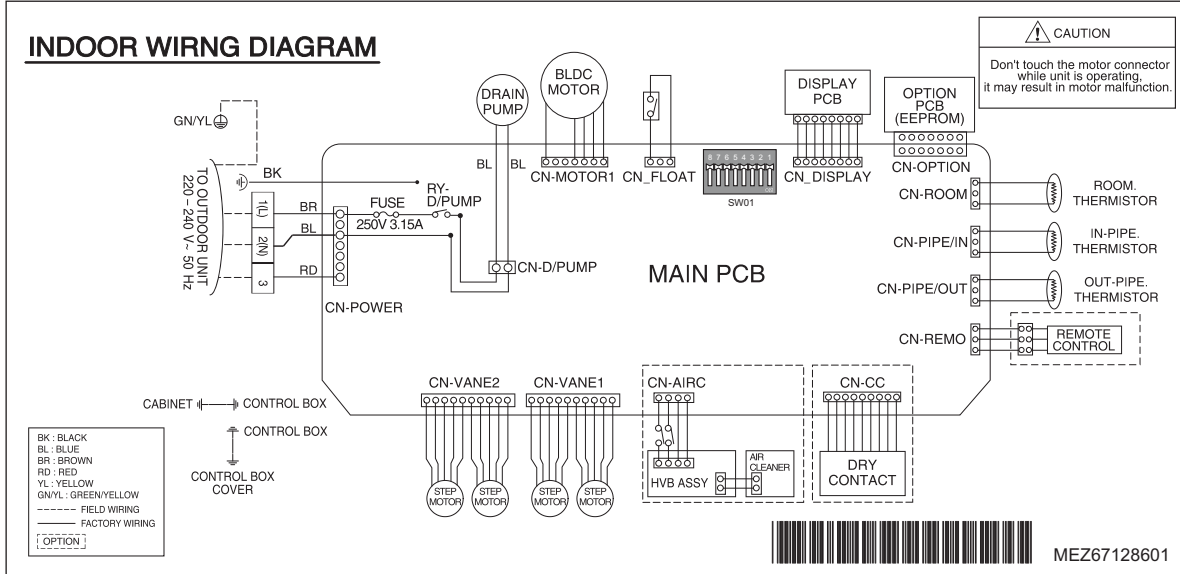 INDOOR WIRNG DIAGRAM
CAUTION
Don't touch the motor connector
while unit is operating,
it may result in motor malfunction.
GN/YL
TO OUTDOOR UNIT
220 - 240 V~ 50 Hz
BK
1(L)
BR
2(N)
BL
3
RD
CN-POWER
FUSE
250V 3.15A
RY-
D/PUMP
DRAIN
PUMP
BL
BL
CN-D/PUMP
BLDC
MOTOR
CN-MOTOR1
CN_FLOAT
8 7 6 5 4 3 2 1
SW01
DISPLAY
PCB
CN_DISPLAY
OPTION
PCB
(EEPROM)
CN-OPTION
MAIN PCB
CN-ROOM
ROOM.
THERMISTOR
CN-PIPE/IN
IN-PIPE.
THERMISTOR
CN-PIPE/OUT
OUT-PIPE.
THERMISTOR
CN-REMO
REMOTE
CONTROL
CN-VANE2
STEP
MOTOR
STEP
MOTOR
CN-VANE1
STEP
MOTOR
STEP
MOTOR
CN-AIRC
HVB ASSY
AIR
CLEANER
CN-CC
DRY
CONTACT
CABINET
CONTROL BOX
CONTROL BOX
CONTROL BOX
COVER
BK : BLACK
BL : BLUE
BR : BROWN
RD : RED
YL : YELLOW
GN/YL : GREEN/YELLOW
FIELD WIRING
FACTORY WIRING
OPTION
MEZ67128601